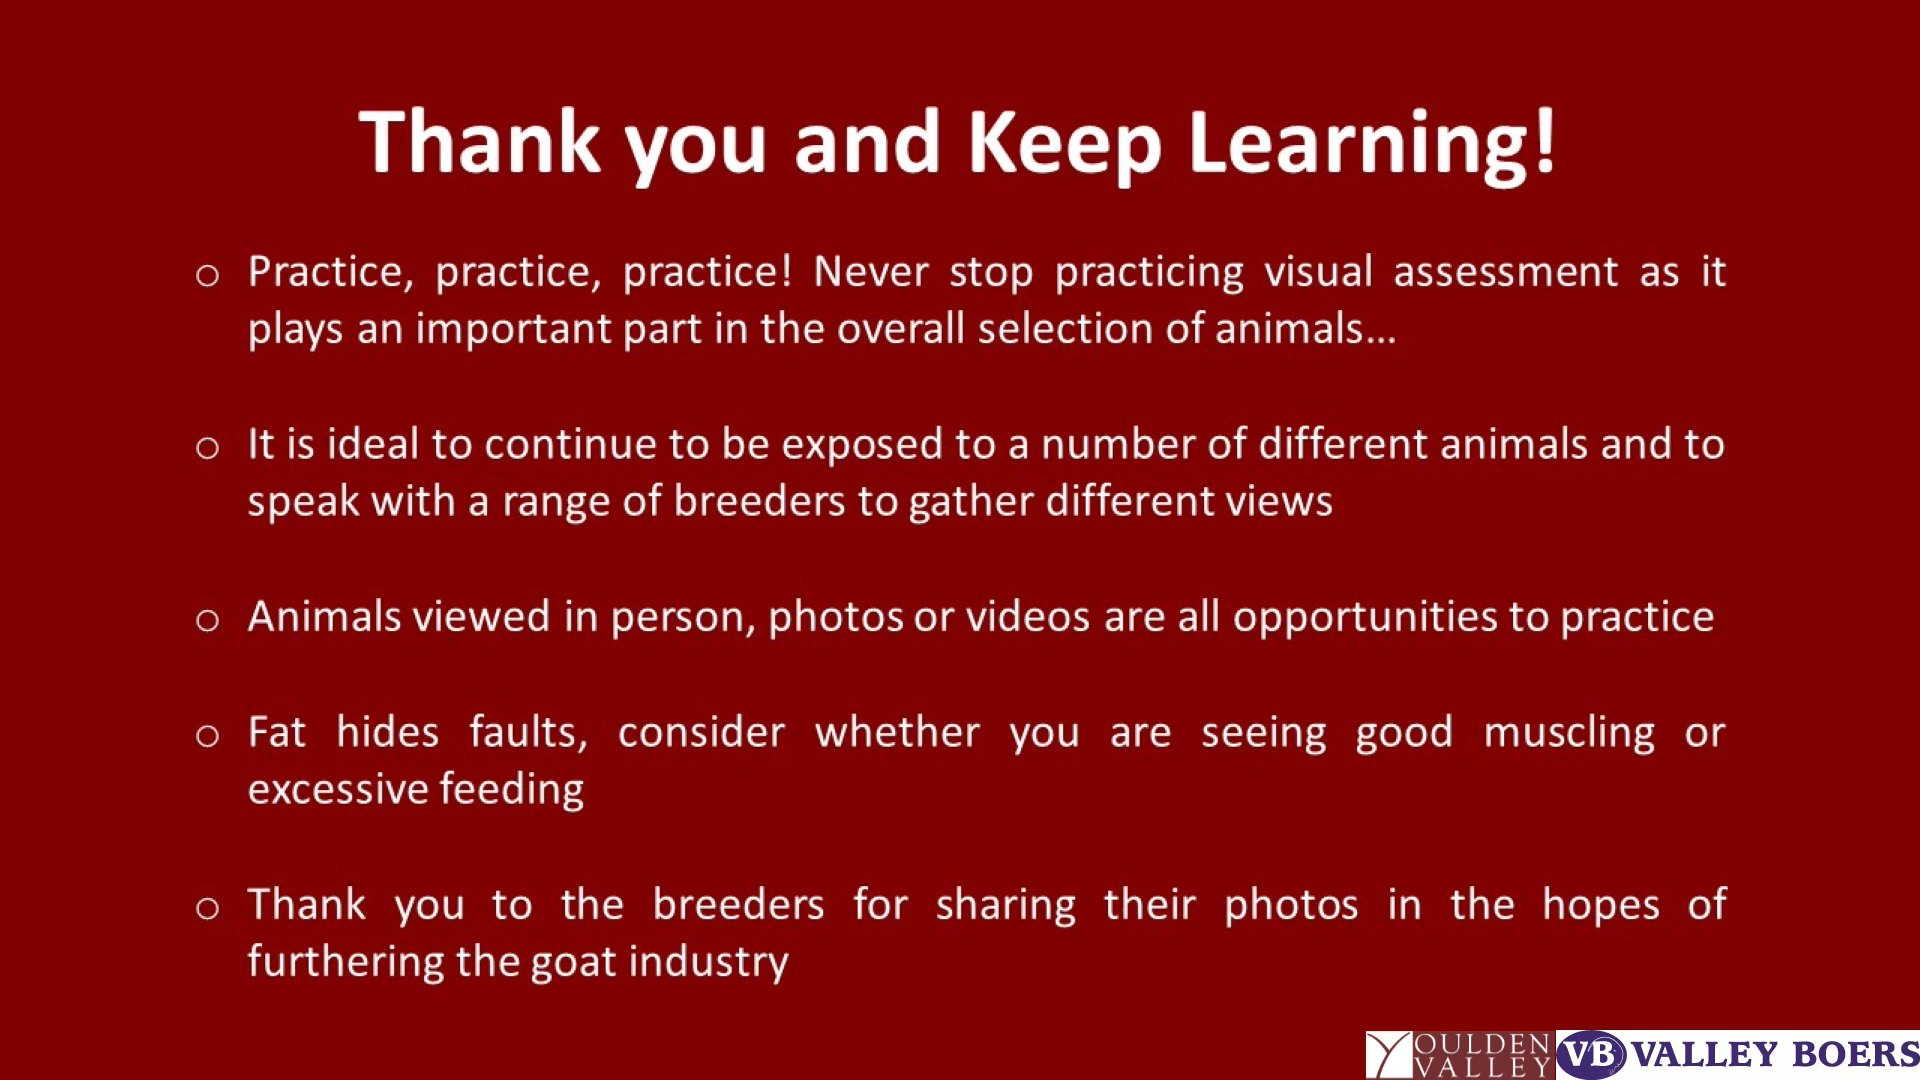 Thank you and Keep Learning!
o Practice, practice, practice! Never stop practicing visual assessment as it
plays an important part in the overall selection of animals...
o It is ideal to continue to be exposed to a number of different animals and to
speak with a range of breeders to gather different views
o Animals viewed in person, photos or videos are all opportunities to practice
o Fat hides faults, consider whether you are seeing good muscling or
excessive feeding
o Thank you to the breeders for sharing their photos in the hopes of
furthering the goat industry
YOULDEN
VALLEY
VB VALLEY BOERS